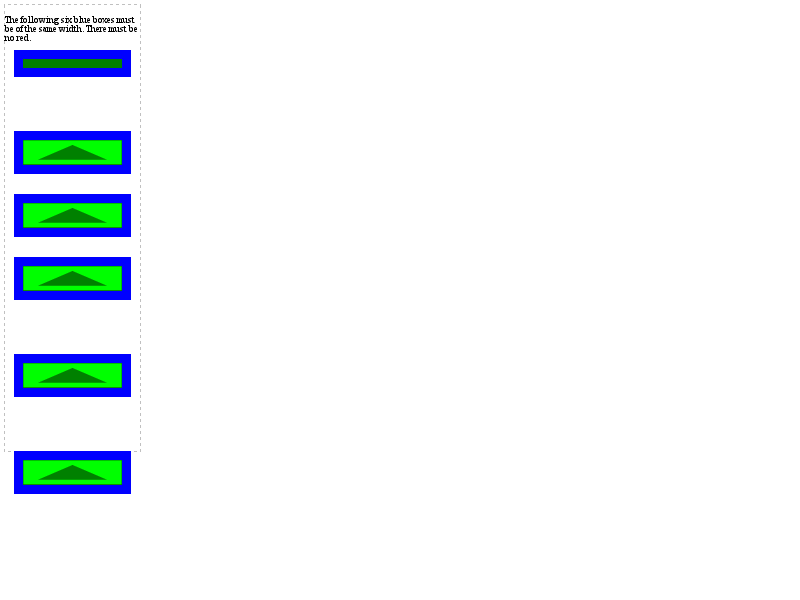 The following six blue boxes must
be of the same width. There must be
no red.